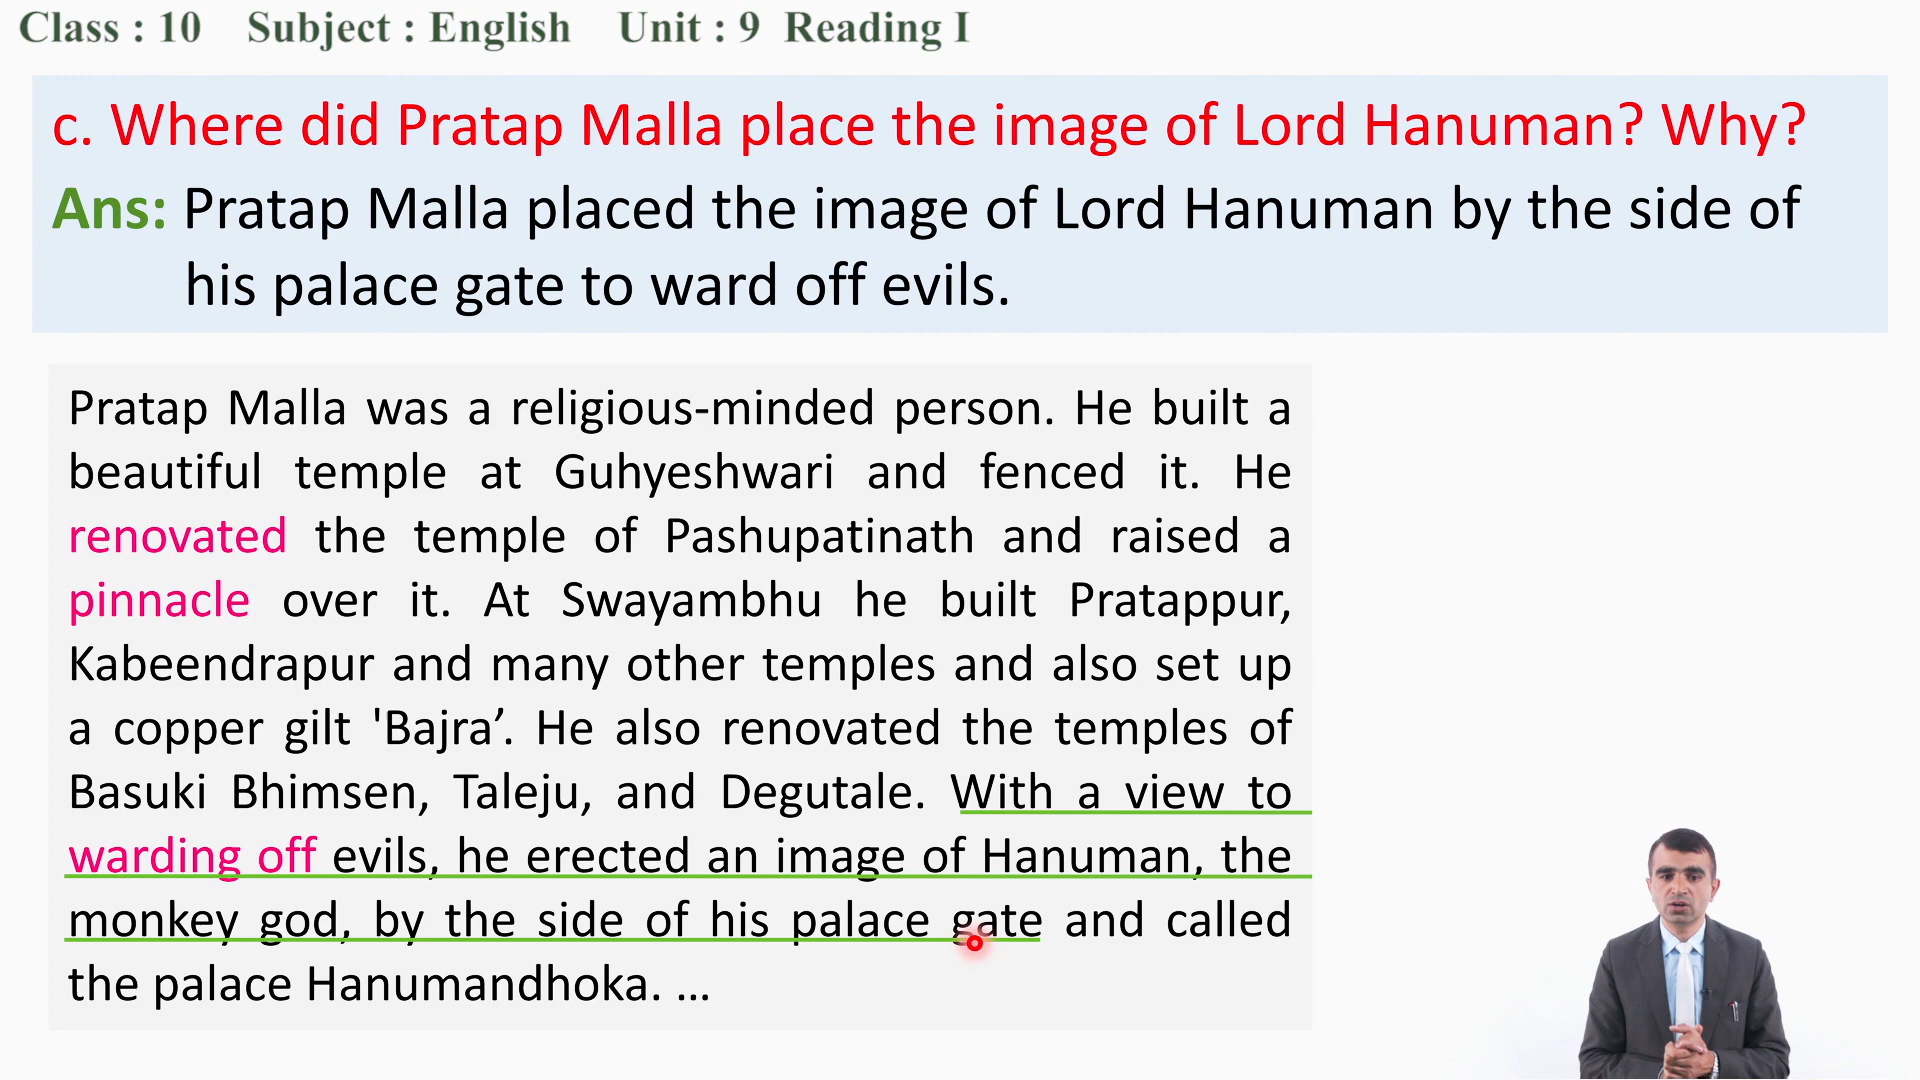 Class : 10 Subject : English Unit : 9 Reading I
c. Where did Pratap Malla place the image of Lord Hanuman? Why?
Ans: Pratap Malla placed the image of Lord Hanuman by the side of
his palace gate to ward off evils.
Pratap Malla was a religious-minded person. He built a
beautiful temple at Guhyeshwari and fenced it. He
renovated the temple of Pashupatinath and raised a
pinnacle over it. At Swayambhu he built Pratappur,
Kabeendrapur and many other temples and also set up
a copper gilt 'Bajra’. He also renovated the temples of
Basuki Bhimsen, Taleju, and Degutale. With a view to
warding off evils, he erected an image of Hanuman, the
monkey god, by the side of his palace gate and called
the palace Hanumandhoka. ...